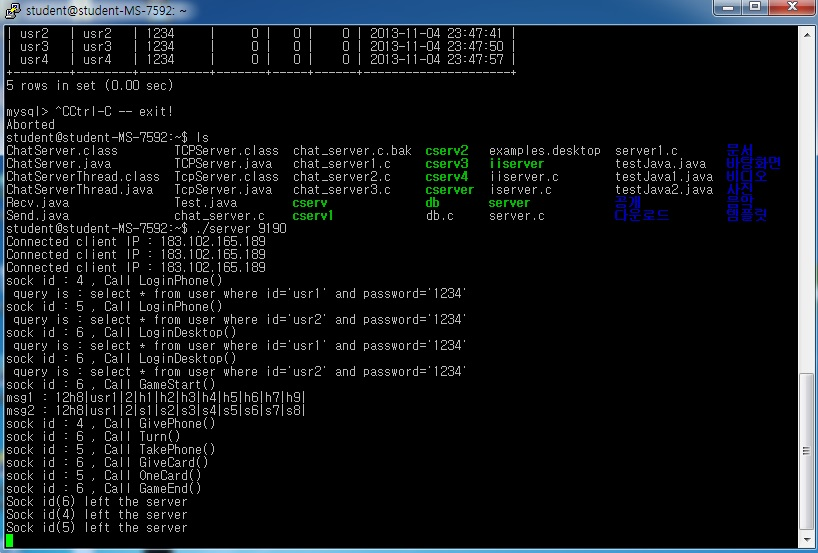 student@student-MS-7592: ~
| usr2 | usr2 | 1234 | 0 | 0 | 0 | 2013-11-04 23:47:41 |
| usr3 | usr3 | 1234 | 0 | 0 | 0 | 2013-11-04 23:47:50 |
| usr4 | usr4 | 1234 | 0 | 0 | 0 | 2013-11-04 23:47:57 |
+--------+--------+----------+-------+-----+------+---------------------+
5 rows in set (0.00 sec)
mysql> ^CCtrl-C -- exit!
Aborted
student@student-MS-7592:~$ ls
ChatServer.class TCPServer.class chat_server.c.bak cserv2 examples.desktop server1.c 문서
ChatServer.java TCPServer.java chat_server1.c cserv3 iiserver testJava.java 바탕화면
ChatServerThread.class TcpServer.class chat_server2.c cserv4 iiserver.c testJava1.java 비디오
ChatServerThread.java TcpServer.java chat_server3.c cserver iserver.c testJava2.java 사진
Recv.java Test.java cserv db server 공개 음악
Send.java chat_server.c cserv1 db.c server.c 다운로드 템플릿
student@student-MS-7592:~$ ./server 9190
Connected client IP : 183.102.165.189
Connected client IP : 183.102.165.189
Connected client IP : 183.102.165.189
sock id : 4 , Call LoginPhone()
query is : select * from user where id='usr1' and password='1234'
sock id : 5 , Call LoginPhone()
query is : select * from user where id='usr2' and password='1234'
sock id : 6 , Call LoginDesktop()
query is : select * from user where id='usr1' and password='1234'
sock id : 6 , Call LoginDesktop()
query is : select * from user where id='usr2' and password='1234'
sock id : 6 , Call GameStart()
msg1 : 12h8|usr1|2|h1|h2|h3|h4|h5|h6|h7|h9|
msg2 : 12h8|usr1|2|s1|s2|s3|s4|s5|s6|s7|s8|
sock id : 4 , Call GivePhone()
sock id : 6 , Call Turn()
sock id : 5 , Call TakePhone()
sock id : 6 , Call GiveCard()
sock id : 5 , Call OneCard()
sock id : 6 , Call GameEnd()
Sock id(6) left the server
Sock id(4) left the server
Sock id(5) left the server